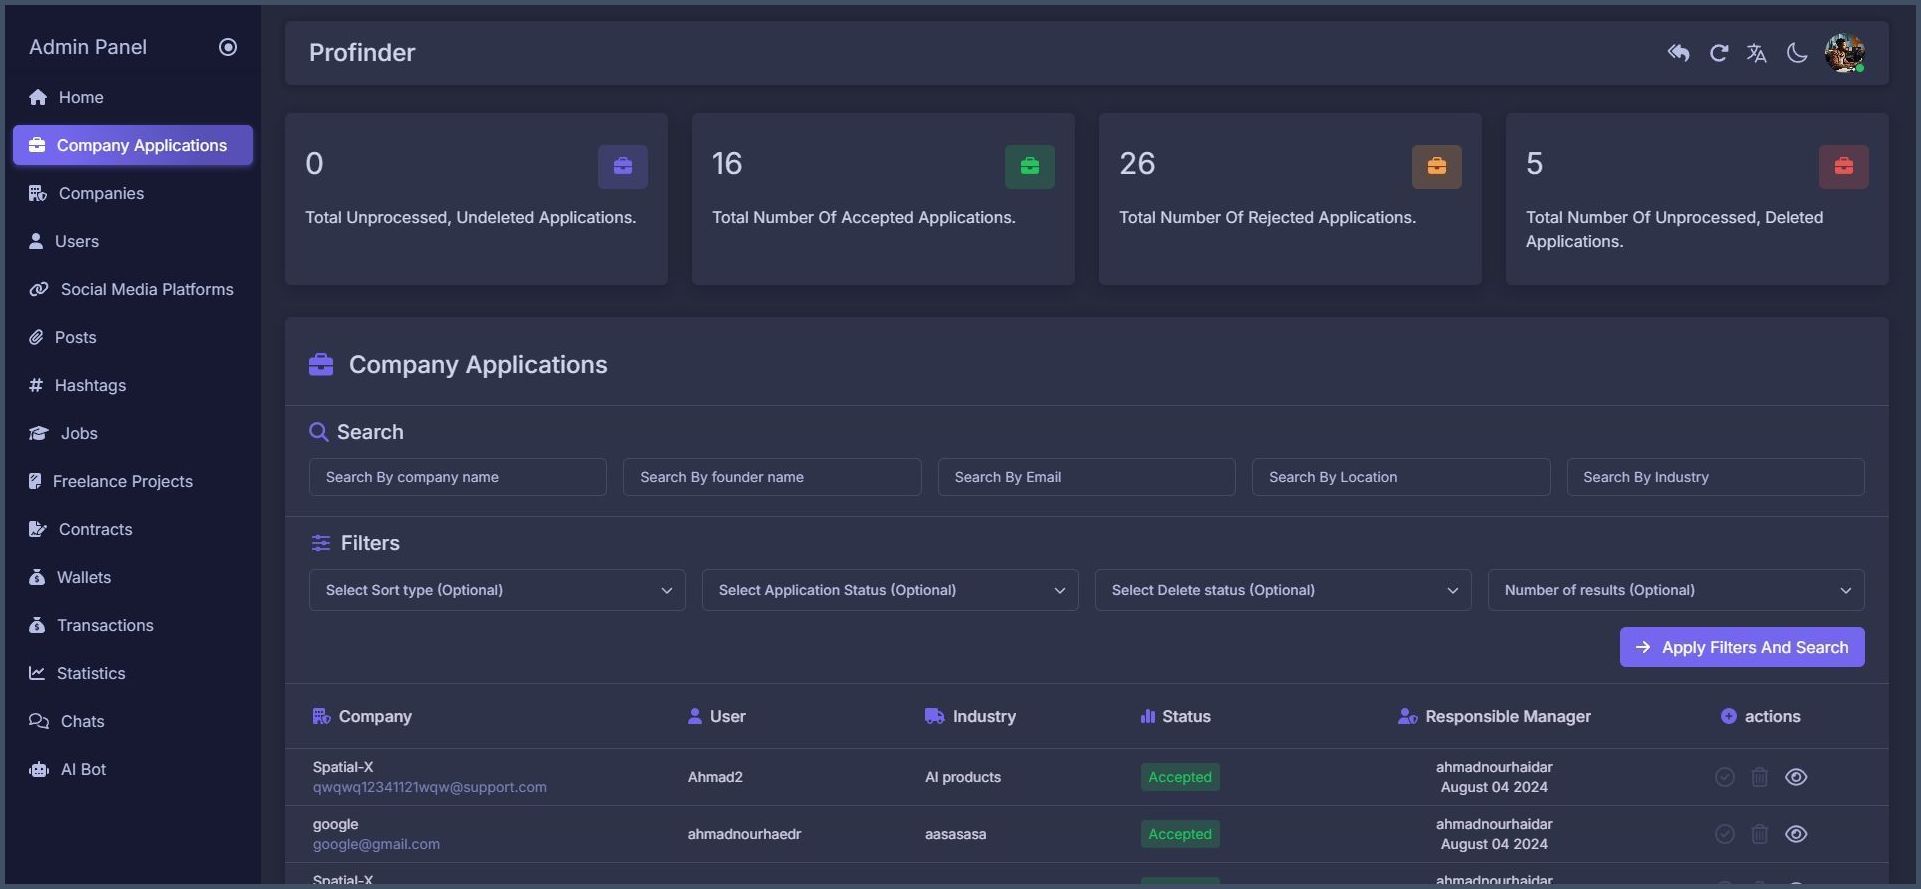 Admin Panel
Home
Company Applications
Companies
Users
Social Media Platforms
Posts
Hashtags
Jobs
Freelance Projects
Contracts
Wallets
Transactions
Statistics
Chats
AI Bot
Profinder
0
Total Unprocessed, Undeleted Applications.
16
Total Number Of Accepted Applications.
26
Total Number Of Rejected Applications.
5
Total Number Of Unprocessed, Deleted
Applications.
Company Applications
Search
Search By company name
Search By founder name
Search By Email
Search By Location
Search By Industry
Filters
Select Sort type (Optional)
Select Application Status (Optional)
Select Delete status (Optional)
Number of results (Optional)
Apply Filters And Search
Company User Industry Status Responsible Manager actions
Spatial-X
qwqwq12341121wqw@support.com
Ahmad2
AI products
Accepted
ahmadnourhaidar
August 04 2024
google
google@gmail.com
ahmadnourhaedr
aasasasa
Accepted
ahmadnourhaidar
August 04 2024
Spatial-X
ahmadnourhaidar